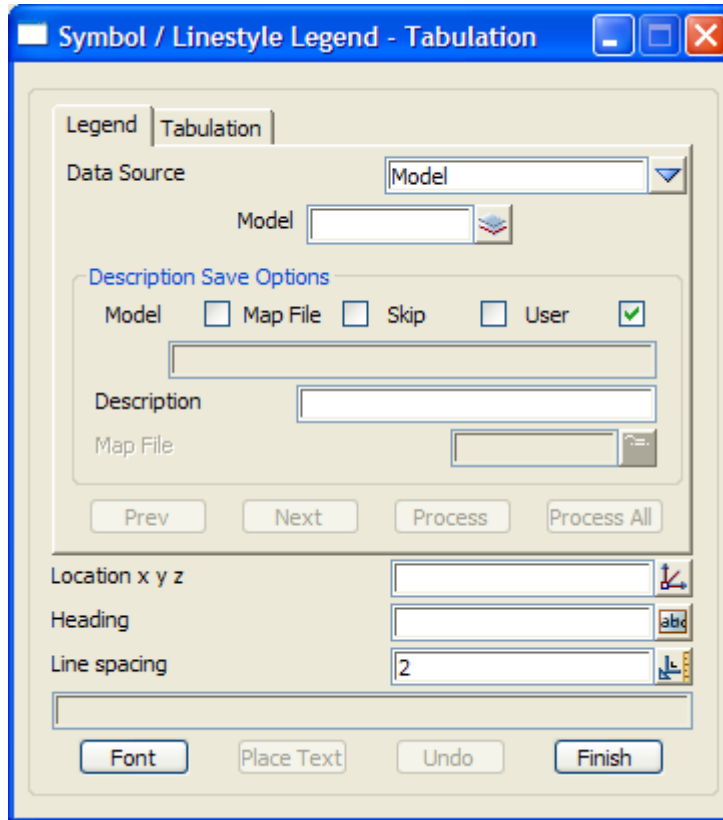 Symbol / Linestyle Legend - Tabulation
Legend Tabulation
Data Source Model
Model
Description Save Options
Model Map File Skip User
Description
Map File
Prev Next Process Process All
Location x y z
Heading abc
Line spacing 2
Font Place Text Undo Finish